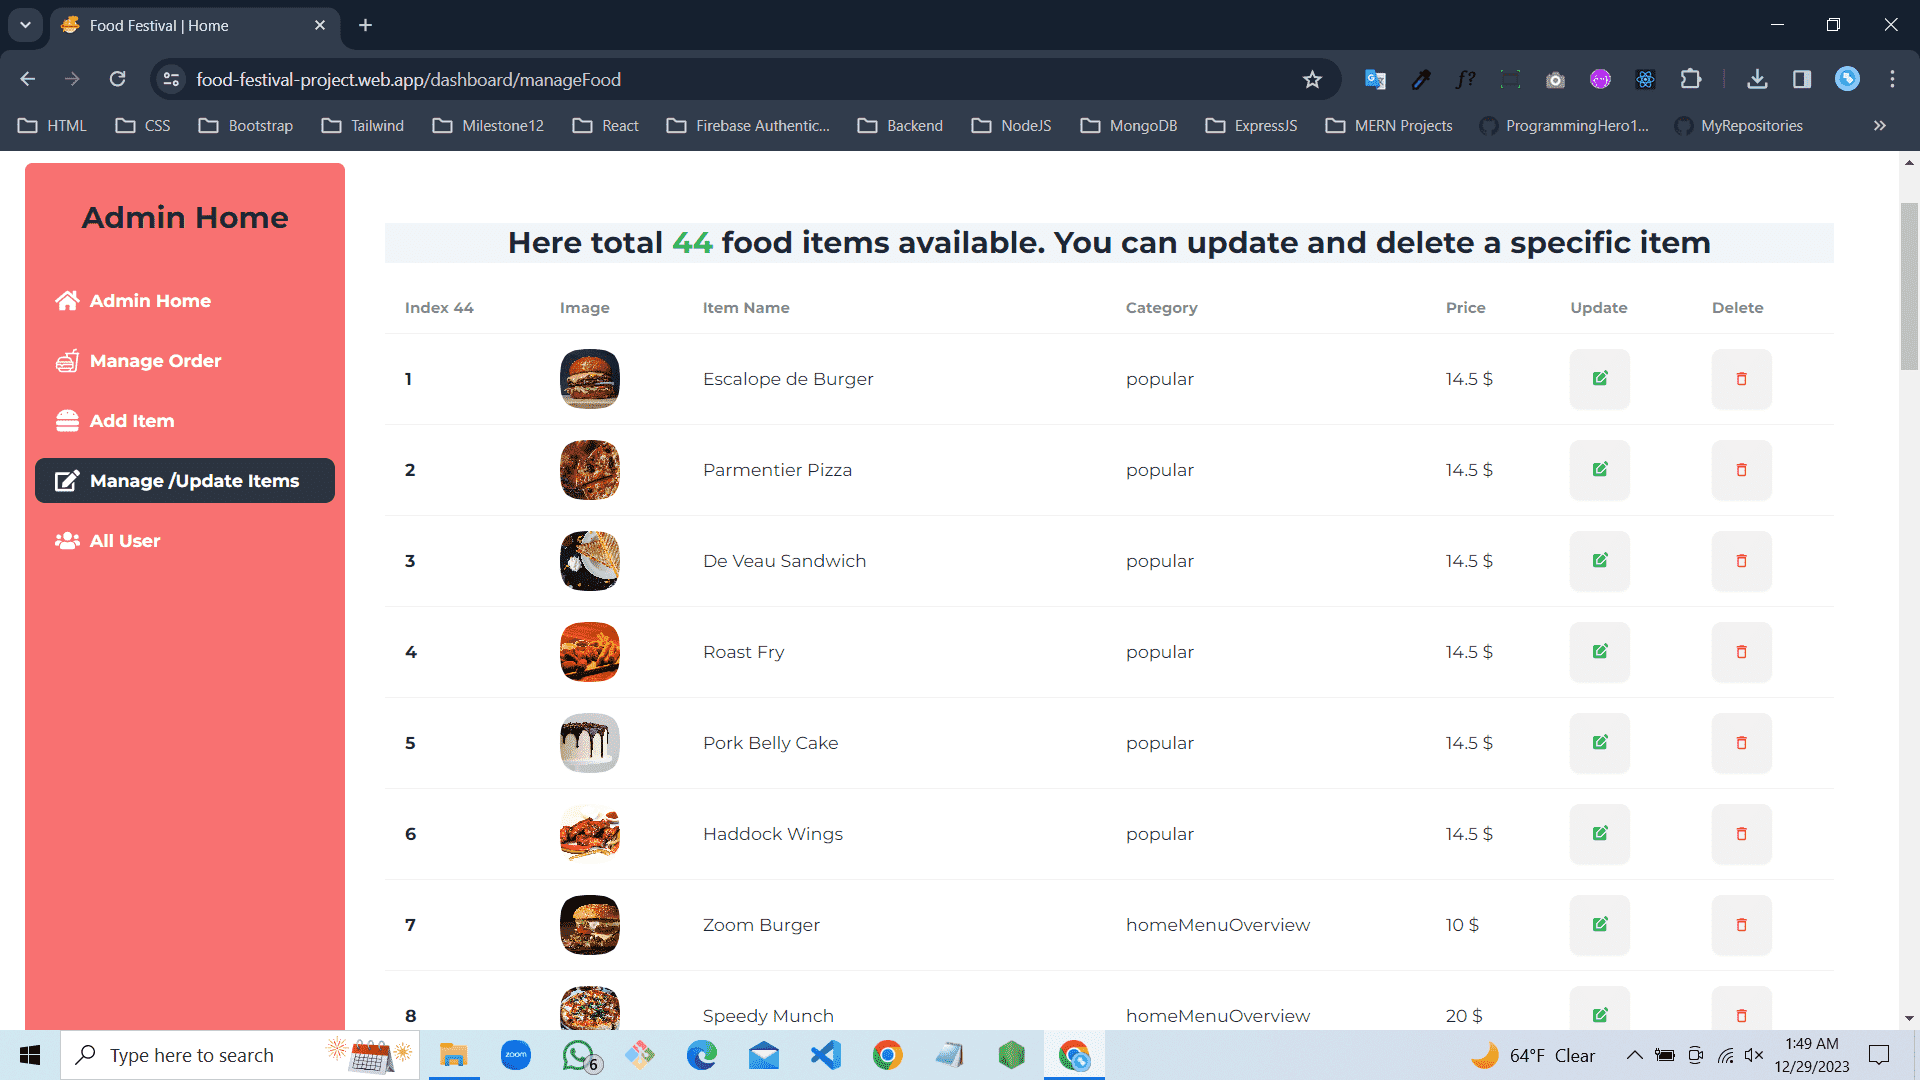 Food Festival | Home
food-festival-project.web.app/dashboard/manageFood
HTML CSS Bootstrap Tailwind Milestone12 React Firebase Authentic... Backend NodeJS MongoDB ExpressJS MERN Projects ProgrammingHero1... MyRepositories
Admin Home
Admin Home
Manage Order
Add Item
Manage /Update Items
All User
Here total 44 food items available. You can update and delete a specific item
Index 44 Image Item Name Category Price Update Delete
1 Escalope de Burger popular 14.5 $
2 Parmentier Pizza popular 14.5 $
3 De Veau Sandwich popular 14.5 $
4 Roast Fry popular 14.5 $
5 Pork Belly Cake popular 14.5 $
6 Haddock Wings popular 14.5 $
7 Zoom Burger homeMenuOverview 10 $
8 Speedy Munch homeMenuOverview 20 $
Type here to search
zoom
6
64°F Clear
1:49 AM
12/29/2023